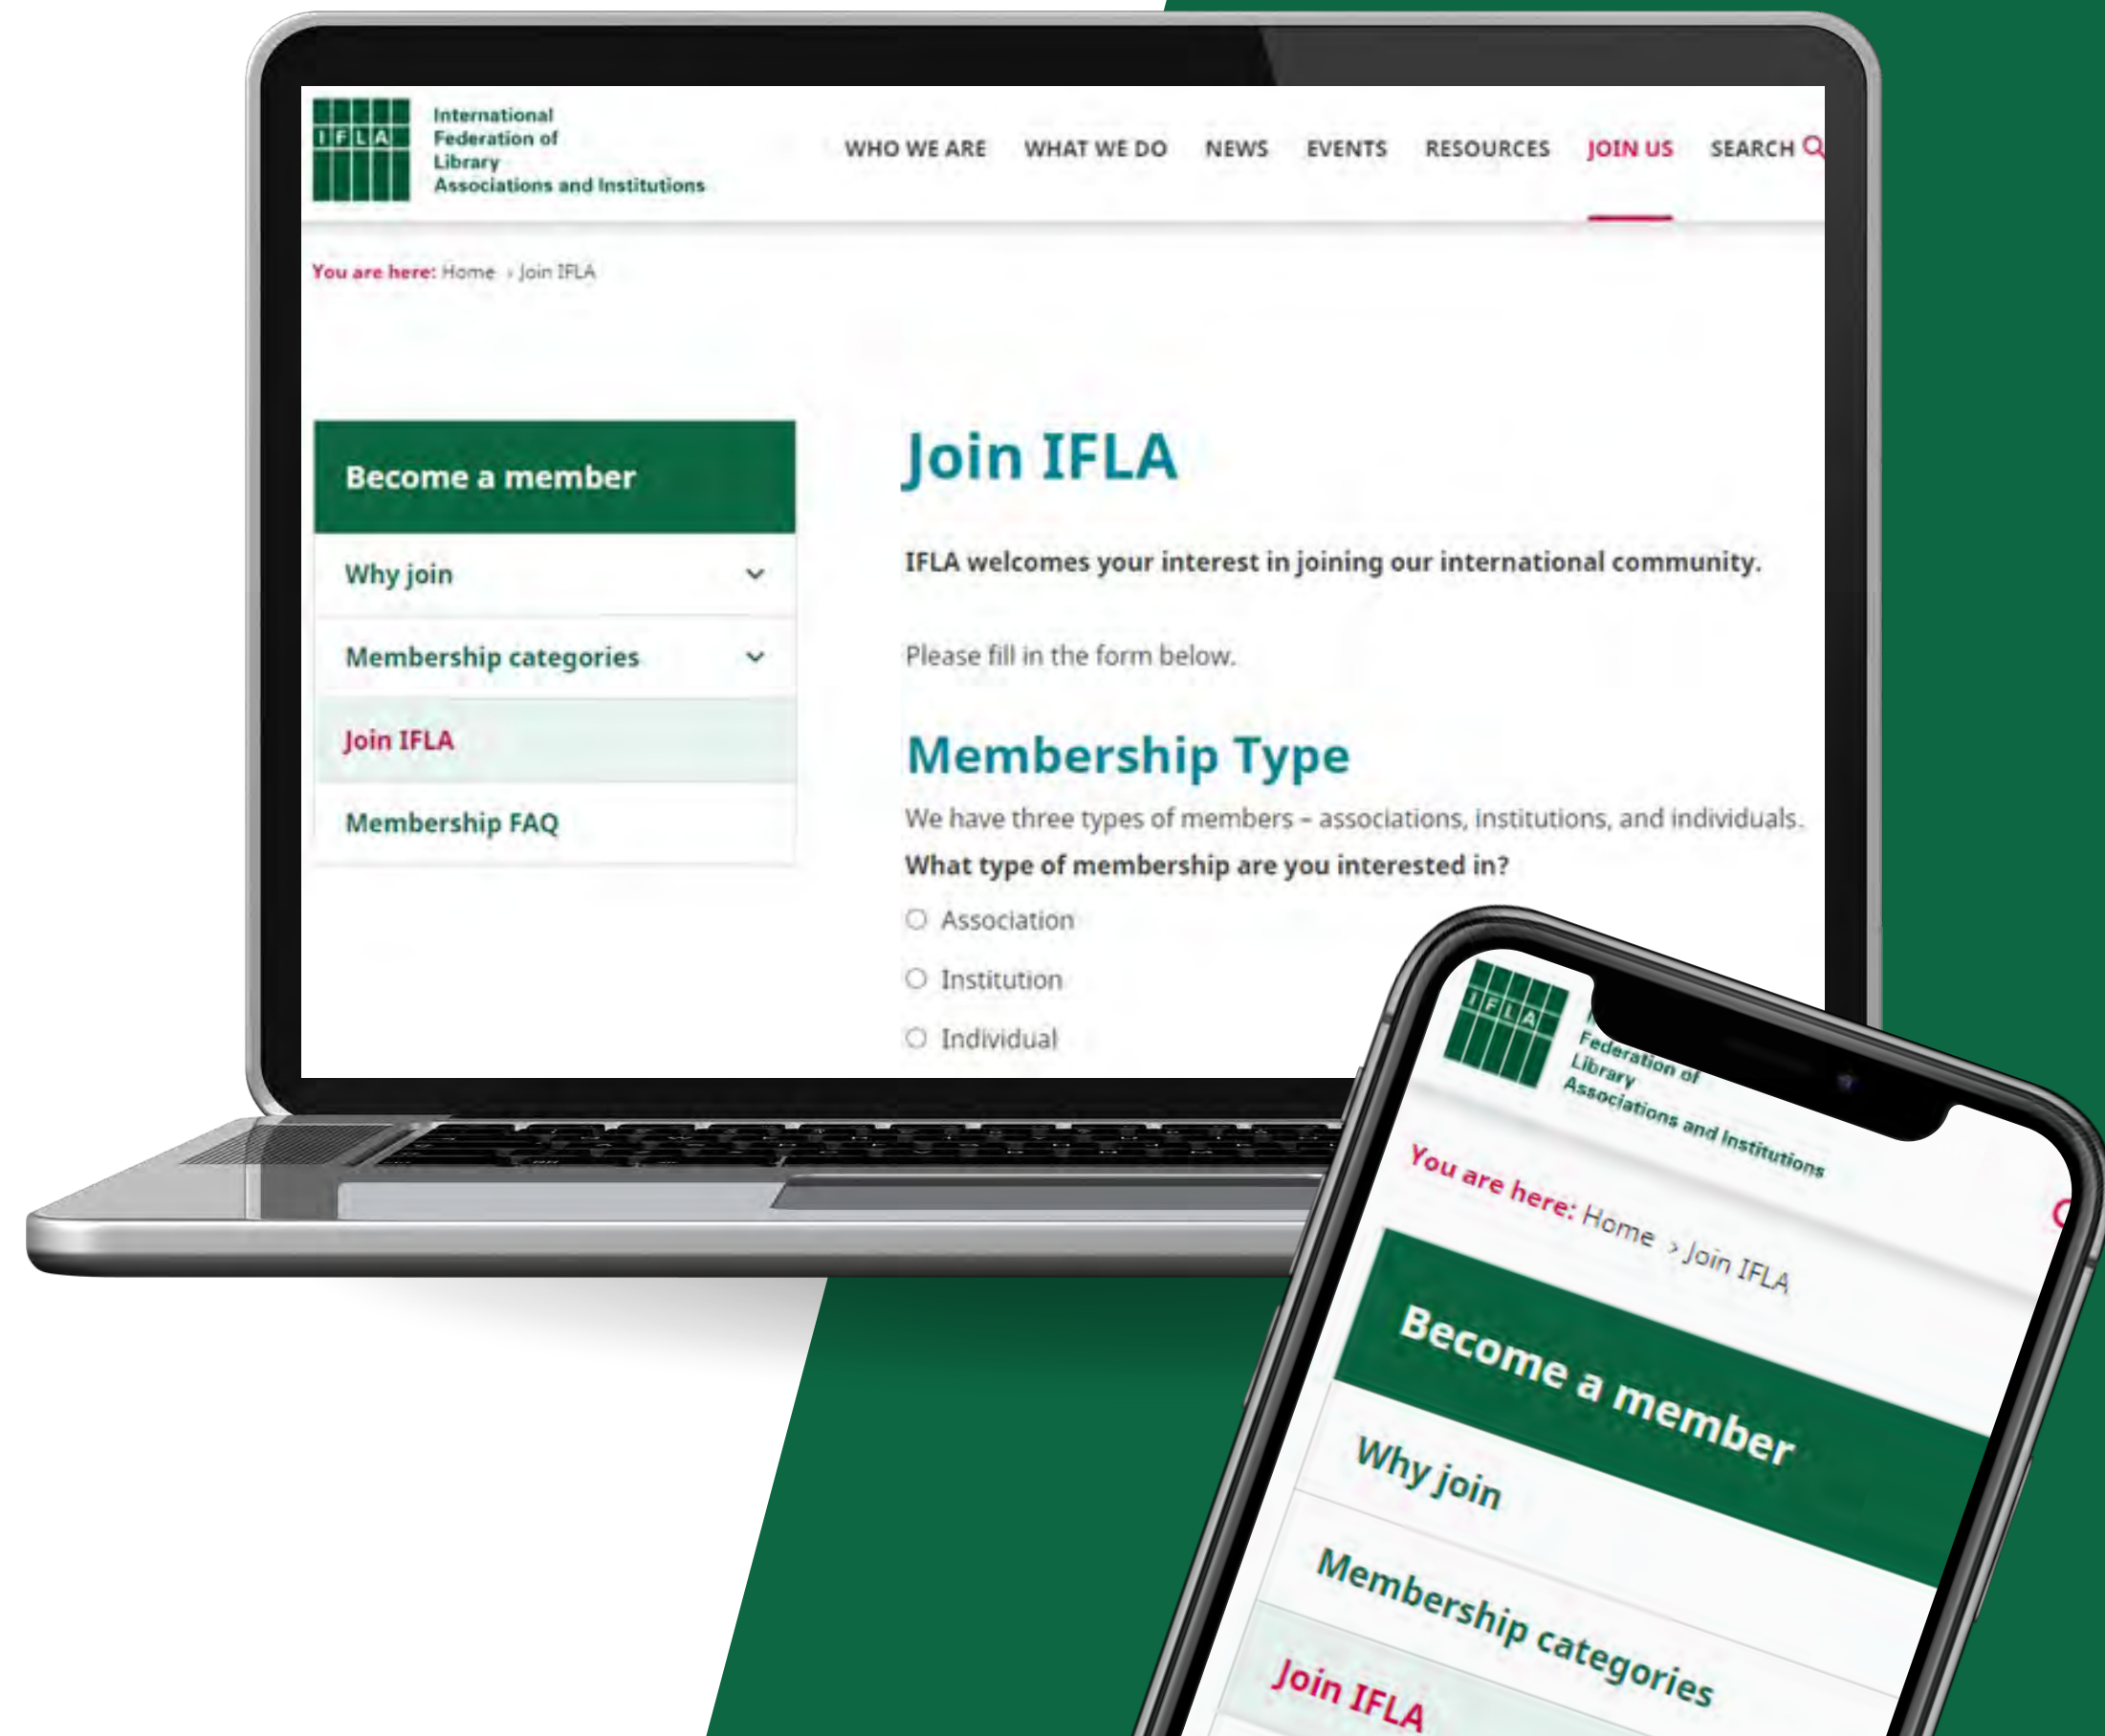 IFLA
International
Federation of
Library
Associations and Institutions
WHO WE ARE WHAT WE DO NEWS EVENTS RESOURCES JOIN US SEARCH
You are here: Home › Join IFLA
Become a member
Why join
Membership categories
Join IFLA
Membership FAQ
Join IFLA
IFLA welcomes your interest in joining our international community.
Please fill in the form below.
Membership Type
We have three types of members – associations, institutions, and individuals.
What type of membership are you interested in?
Association
Institution
Individual
IFLA
Federation of
Library
Associations and Institutions
You are here: Home › Join IFLA
Become a member
Why join
Membership categories
Join IFLA